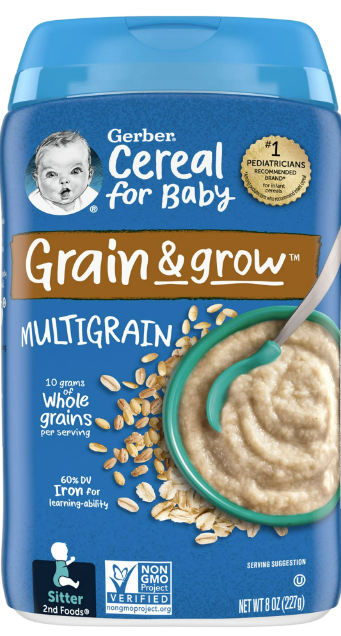 Gerber®
Cereal
for Baby
®
#1
PEDIATRICIANS
RECOMMENDED
BRAND*
for infant
cereals
Grain & grow™
MULTIGRAIN
10 grams
of
Whole
grains
per serving
60% DV
Iron for
learning-ability
Sitter
2nd Foods®
NON
GMO
Project
VERIFIED
nongmoproject.org
SERVING SUGGESTION
U
NET WT 8 OZ (227g)